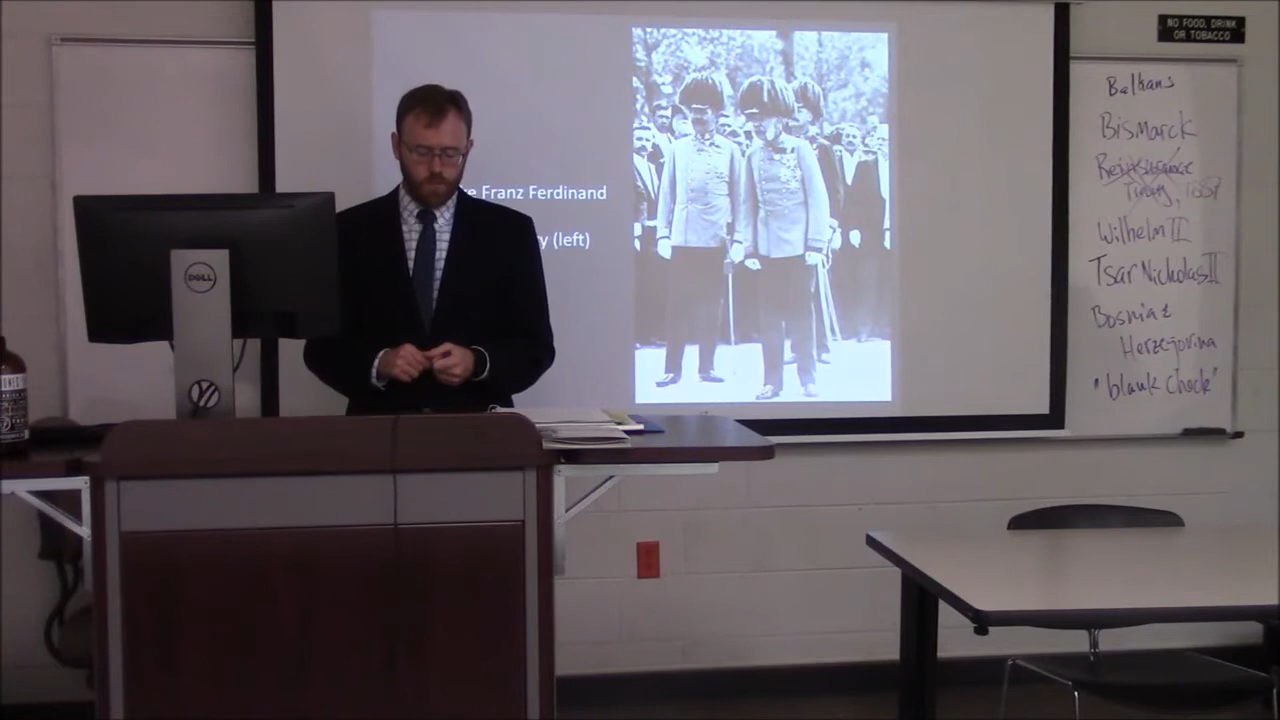 NO FOOD, DRINK
OR TOBACCO
e Franz Ferdinand
y (left)
Balkans
Bismarck
Reinsurance
Treaty, 1887
Wilhelm II
Tsar Nicholas II
Bosnia &
Herzegovina
"blank check"
DELL